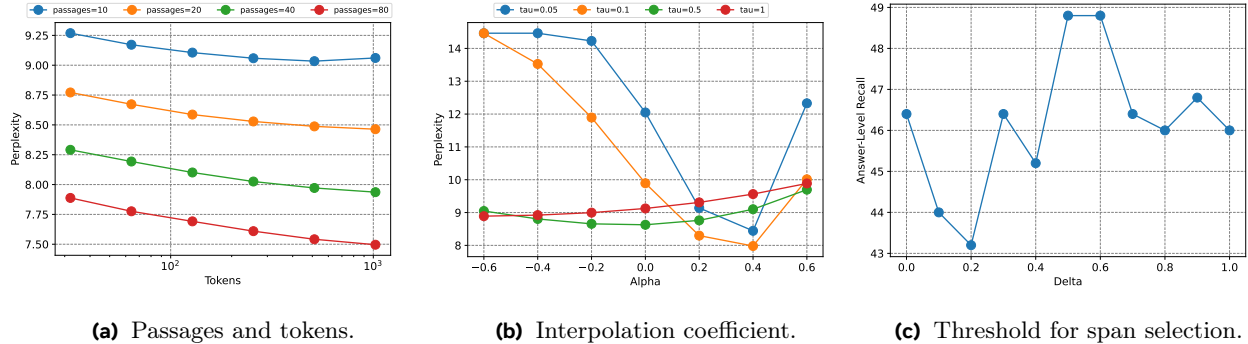 passages=10 passages=20 passages=40 passages=80
9.25
9.00
8.75
8.50
8.25
8.00
7.75
7.50
Perplexity
10² 10³
Tokens
(a) Passages and tokens.
tau=0.05 tau=0.1 tau=0.5 tau=1
14
13
12
11
10
9
8
Perplexity
−0.6 −0.4 −0.2 0.0 0.2 0.4 0.6
Alpha
(b) Interpolation coefficient.
49
48
47
46
45
44
43
Answer-Level Recall
0.0 0.2 0.4 0.6 0.8 1.0
Delta
(c) Threshold for span selection.